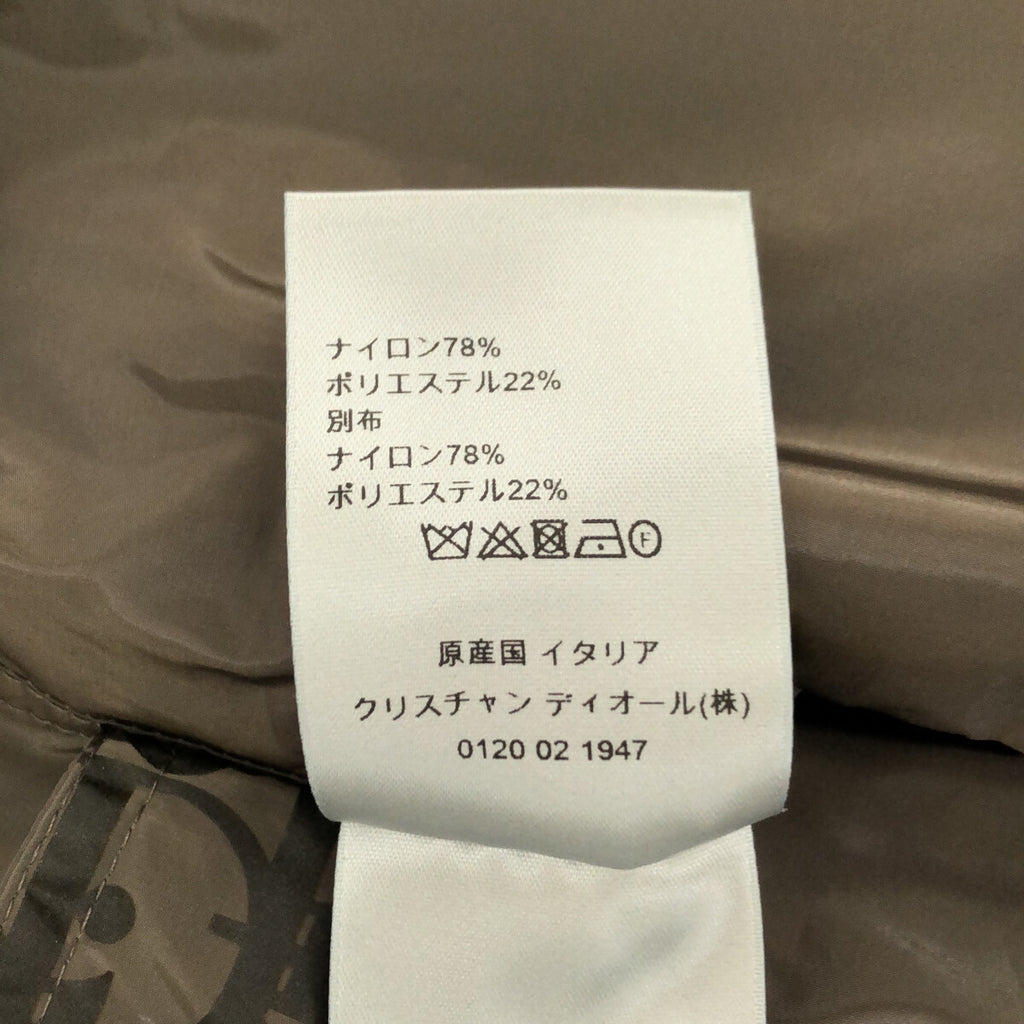 ナイロン78%
ポリエステル22%
別布
ナイロン78%
ポリエステル22%
F
原産国 イタリア
クリスチャン ディオール(株)
0120 02 1947